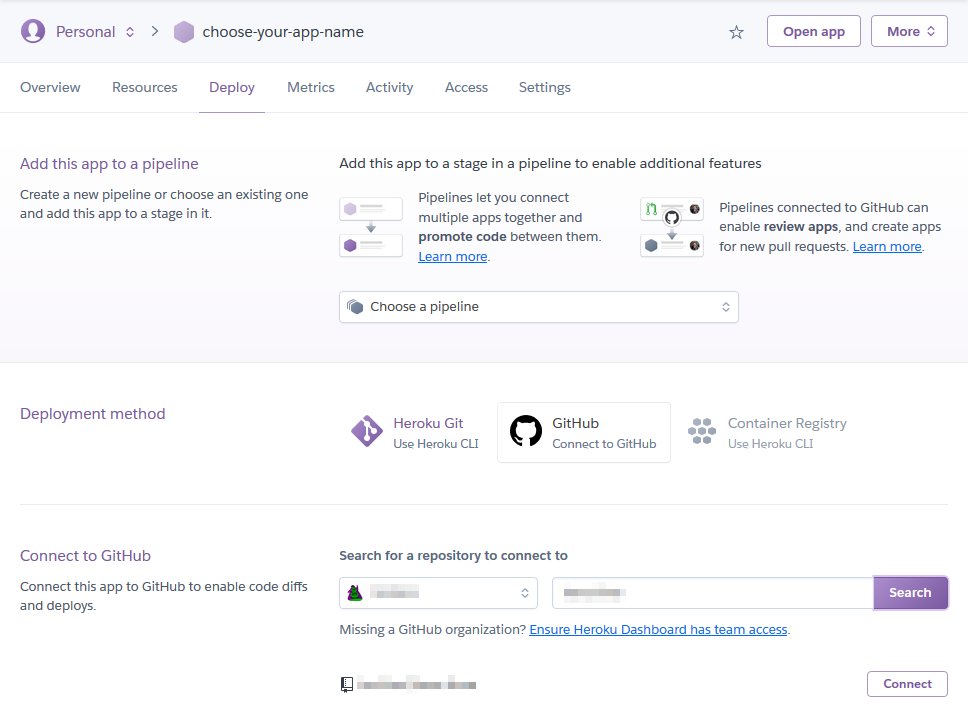 Personal choose-your-app-name Open app More
Overview Resources Deploy Metrics Activity Access Settings
Add this app to a pipeline
Create a new pipeline or choose an existing one
and add this app to a stage in it.
Add this app to a stage in a pipeline to enable additional features
Pipelines let you connect
multiple apps together and
promote code between them.
Learn more.
Pipelines connected to GitHub can
enable review apps, and create apps
for new pull requests. Learn more.
Choose a pipeline
Deployment method
Heroku Git
Use Heroku CLI
GitHub
Connect to GitHub
Container Registry
Use Heroku CLI
Connect to GitHub
Connect this app to GitHub to enable code diffs
and deploys.
Search for a repository to connect to
Search
Missing a GitHub organization? Ensure Heroku Dashboard has team access.
Connect